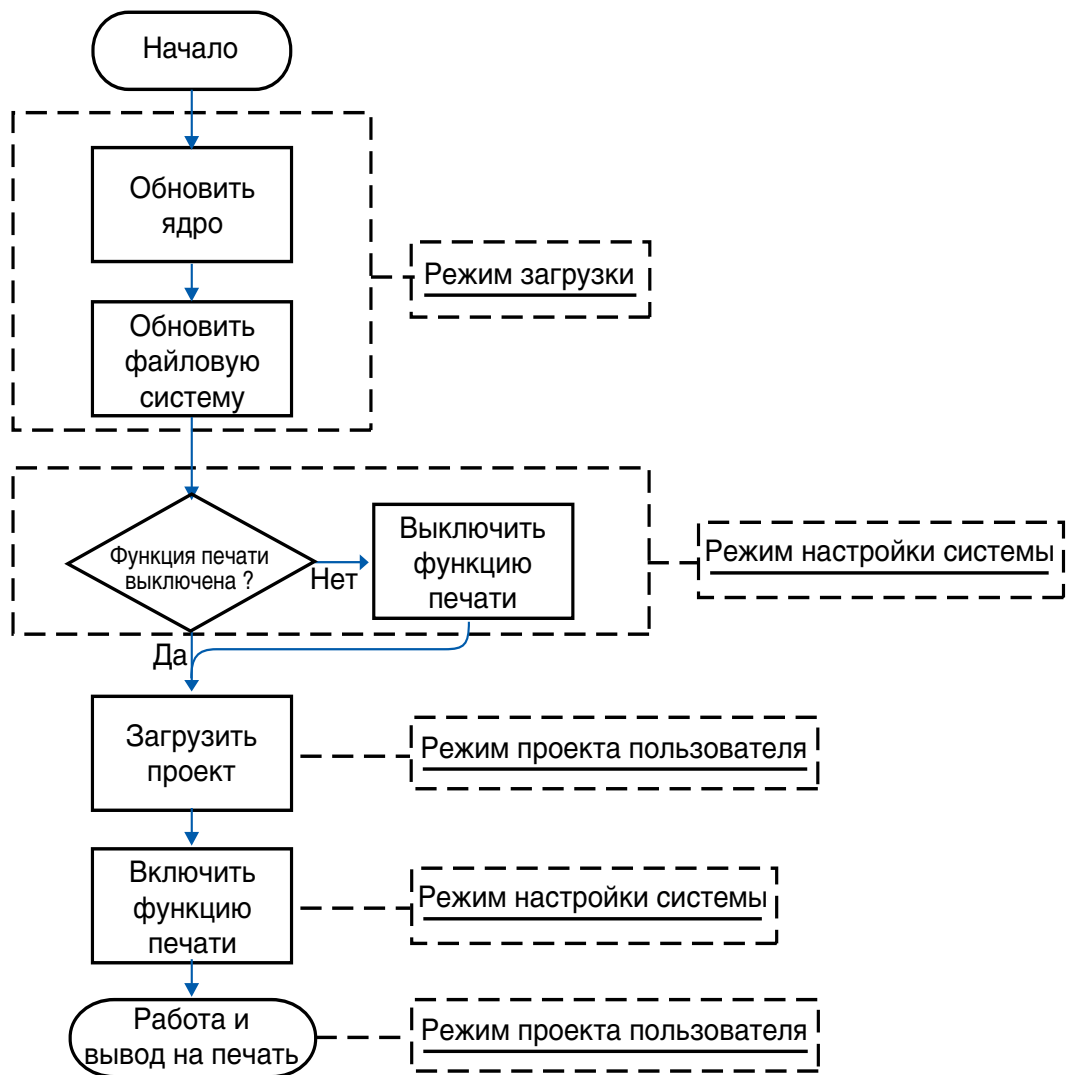 Начало
Обновить
ядро
Режим загрузки
Обновить
файловую
систему
Функция печати
выключена ?
Нет
Выключить
функцию
печати
Режим настройки системы
Да
Загрузить
проект
Режим проекта пользователя
Включить
функцию
печати
Режим настройки системы
Работа и
вывод на печать
Режим проекта пользователя